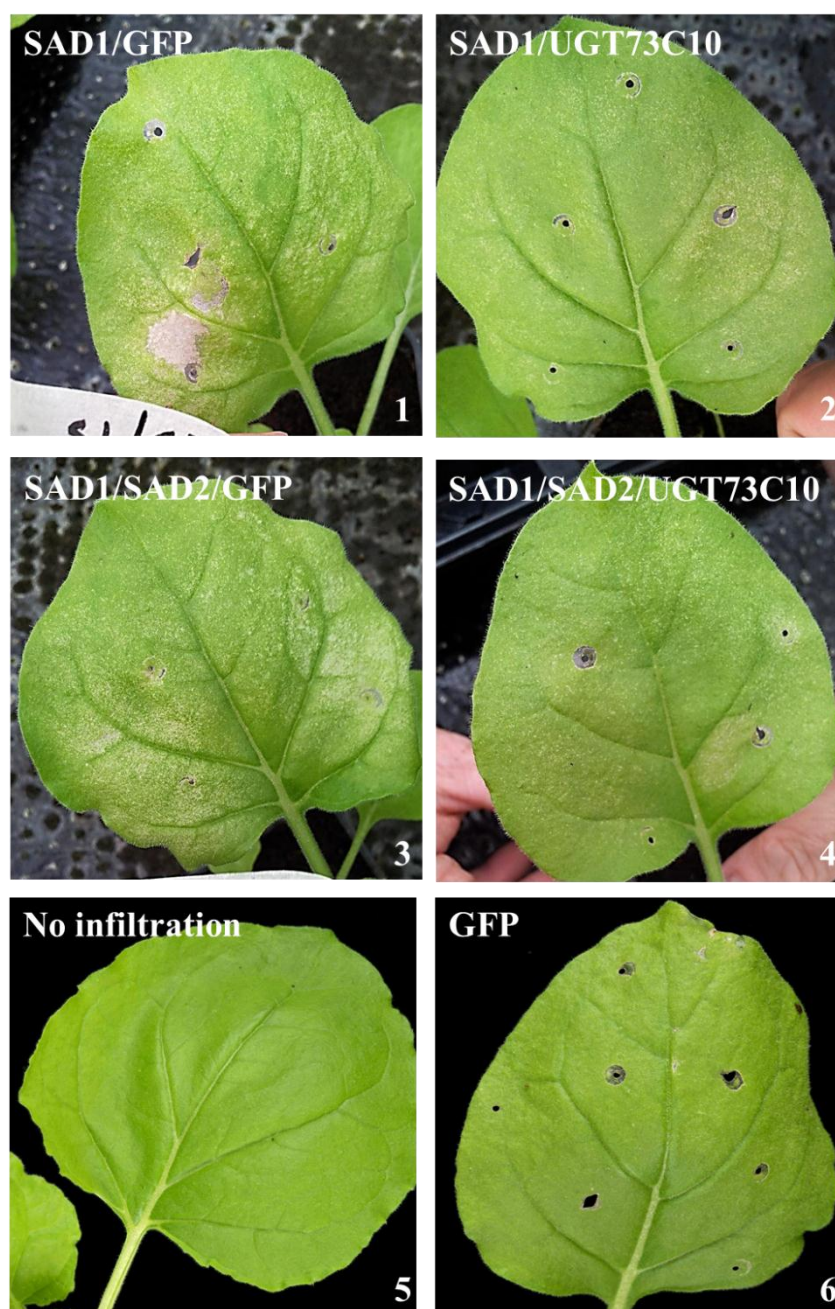 SAD1/GFP
1
SAD1/UGT73C10
2
SAD1/SAD2/GFP
3
SAD1/SAD2/UGT73C10
4
No infiltration
5
GFP
6